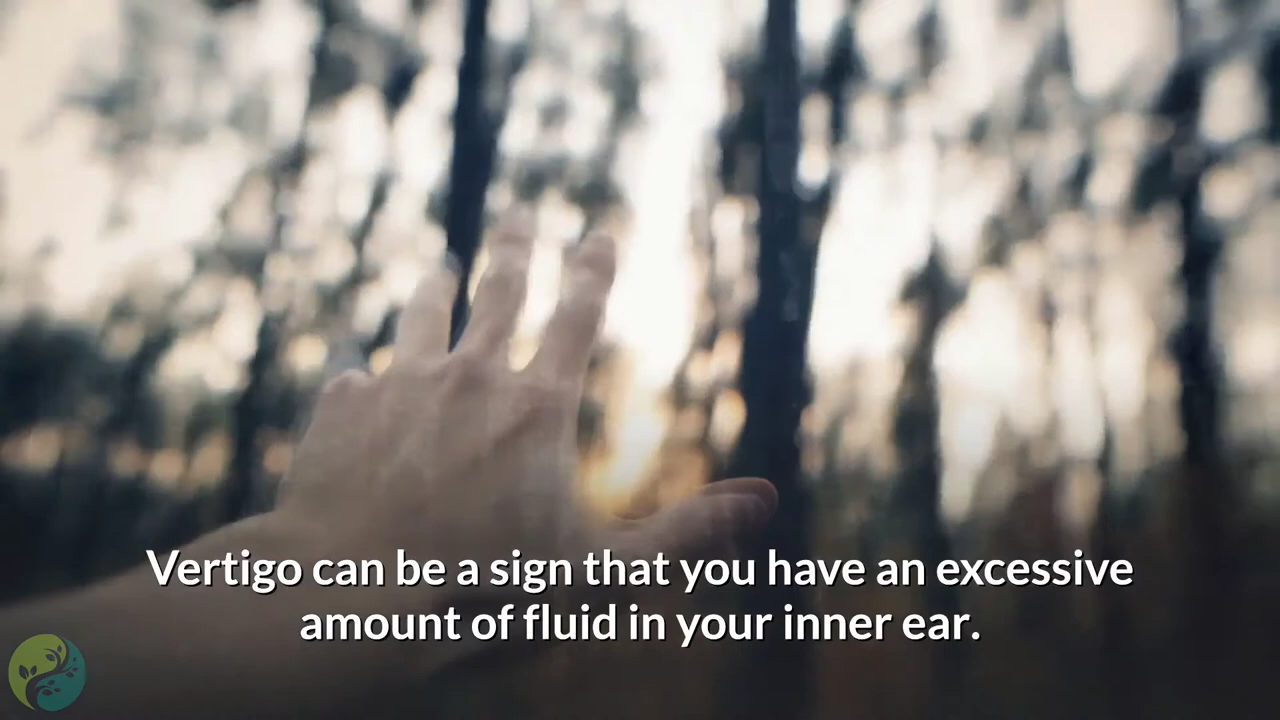 Vertigo can be a sign that you have an excessive
amount of fluid in your inner ear.